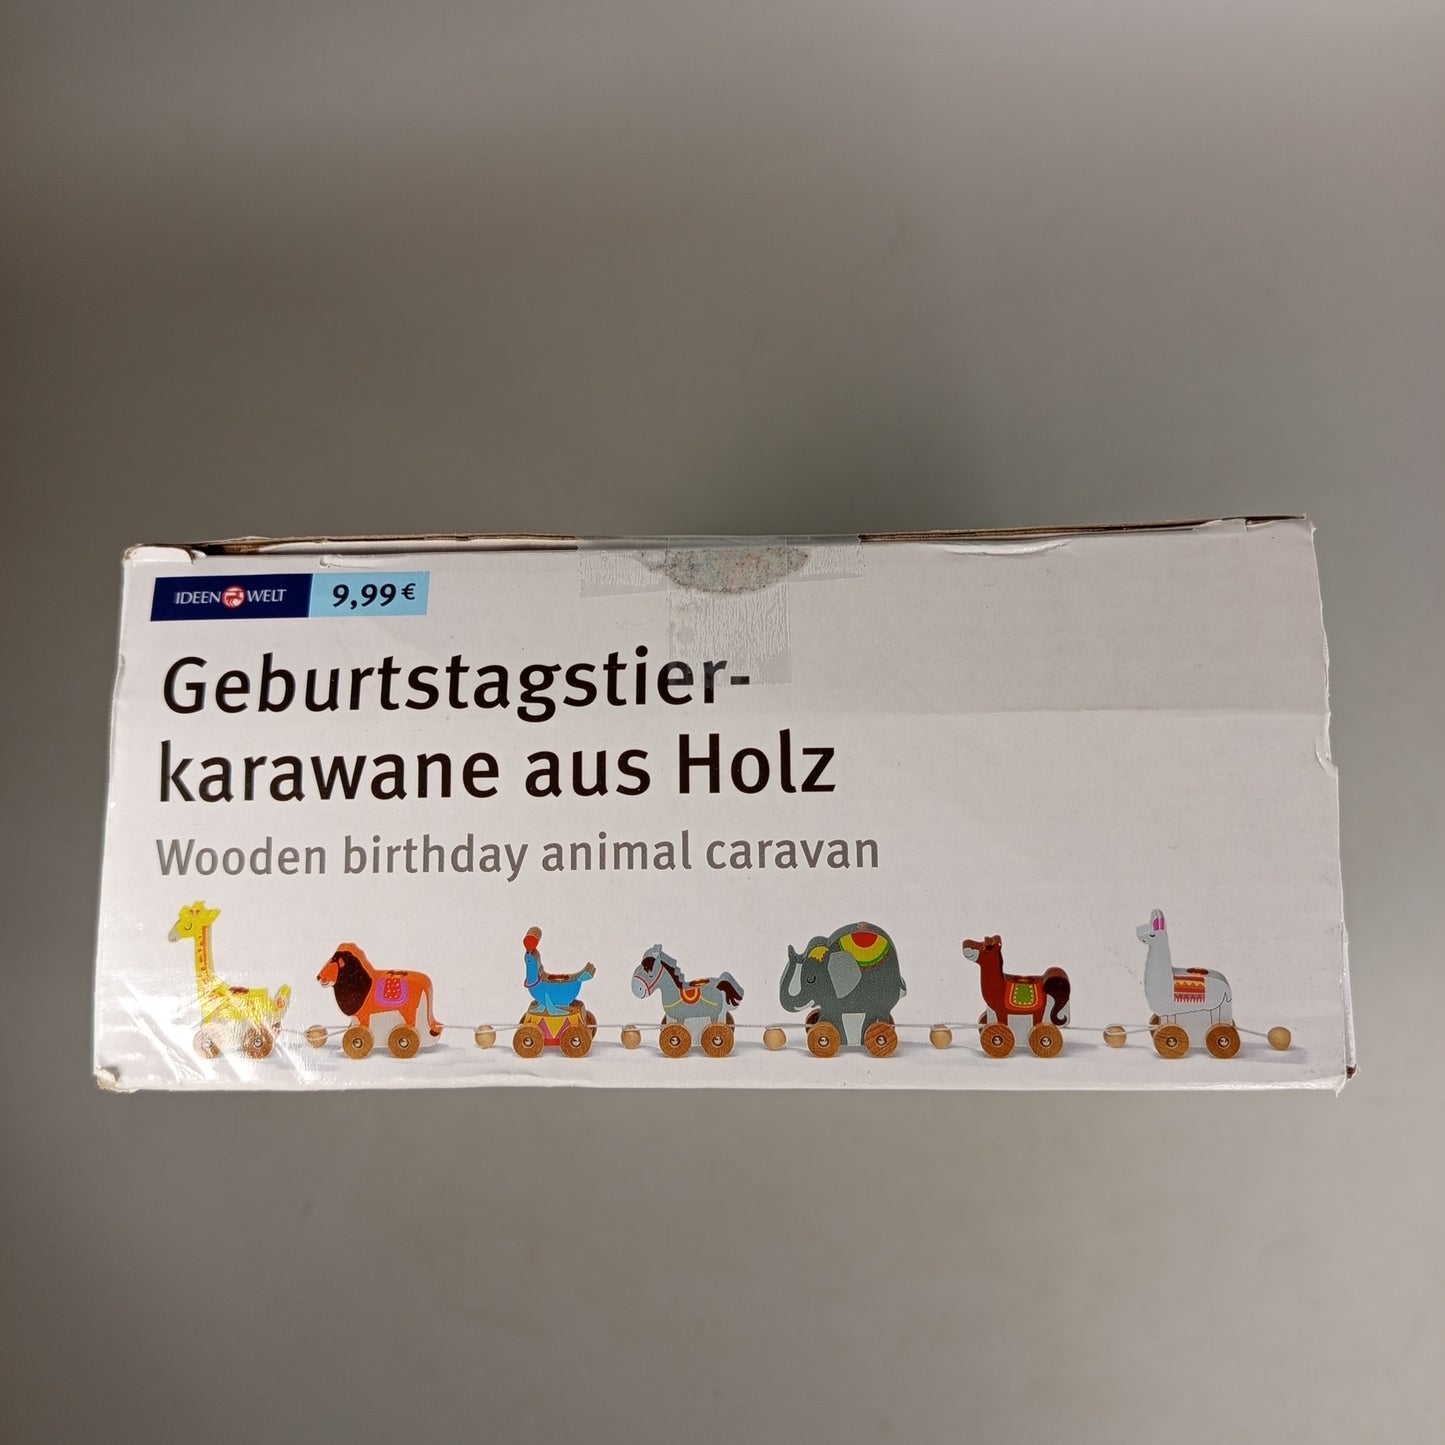 IDEEN WELT 9,99 €
Geburtstagstier-
karawane aus Holz
Wooden birthday animal caravan